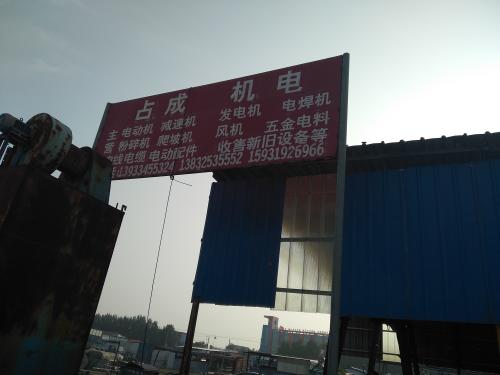 占成 机电
主 电动机 减速机 发电机 电焊机
营 粉碎机 爬坡机 风机 五金电料
线电缆 电动配件 收售新旧设备等
13933455324 13832535552 15931926966